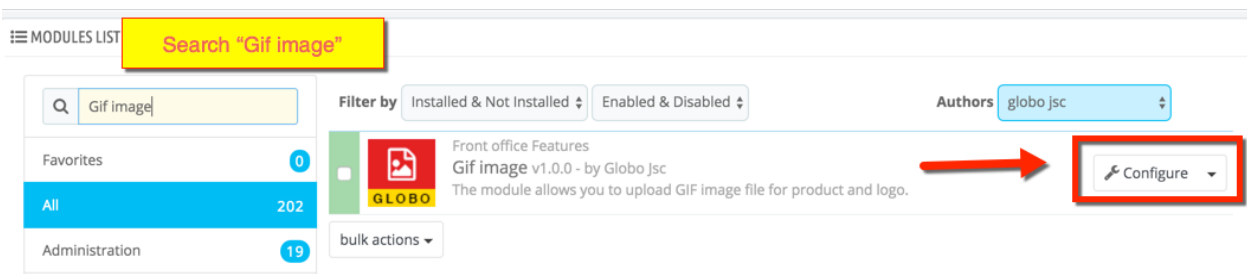 MODULES LIST
Search “Gif image”
Gif image
Filter by Installed & Not Installed Enabled & Disabled Authors globo jsc
Favorites 0
All 202
Administration 19
Front office Features
Gif image v1.0.0 - by Globo Jsc
The module allows you to upload GIF image file for product and logo.
GLOBO
Configure
bulk actions